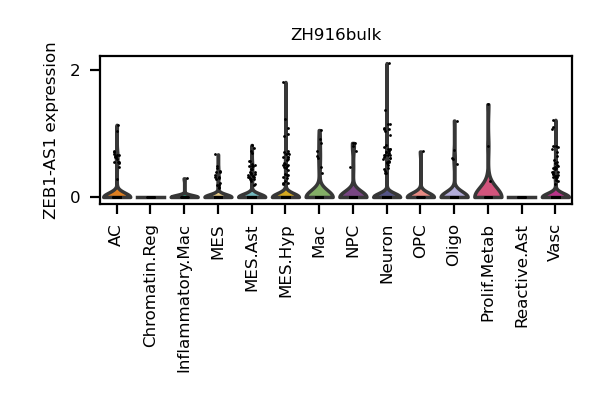 ZH916bulk
ZEB1-AS1 expression
2
0
AC
Chromatin.Reg
Inflammatory.Mac
MES
MES.Ast
MES.Hyp
Mac
NPC
Neuron
OPC
Oligo
Prolif.Metab
Reactive.Ast
Vasc